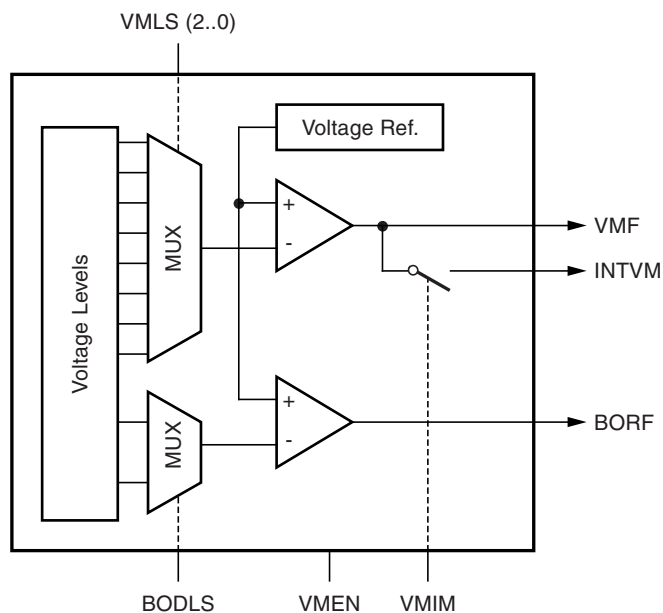 VMLS (2..0)
Voltage Ref.
+
-
MUX
Voltage Levels
VMF
INTVM
+
-
MUX
BORF
BODLS
VMEN
VMIM